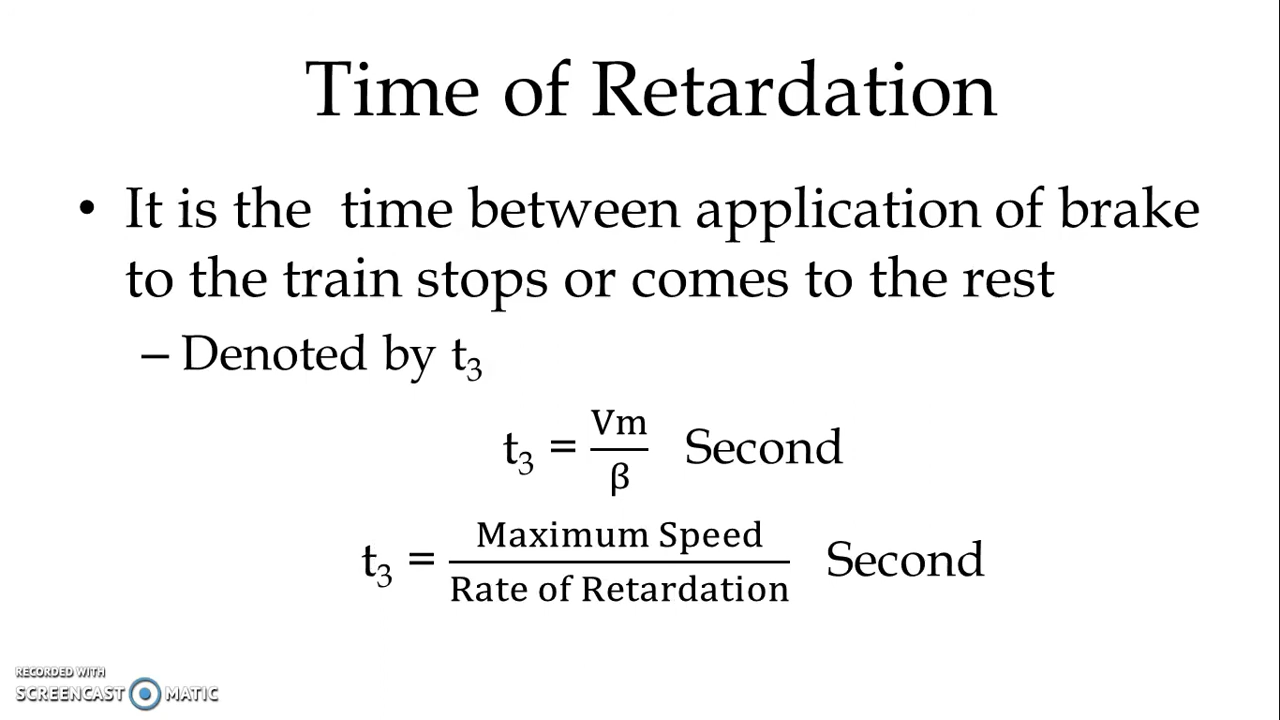 Time of Retardation
• It is the time between application of brake
to the train stops or comes to the rest
– Denoted by t₃
t₃ = Vm/β Second
t₃ = Maximum Speed/Rate of Retardation Second
RECORDED WITH
SCREENCAST MATIC